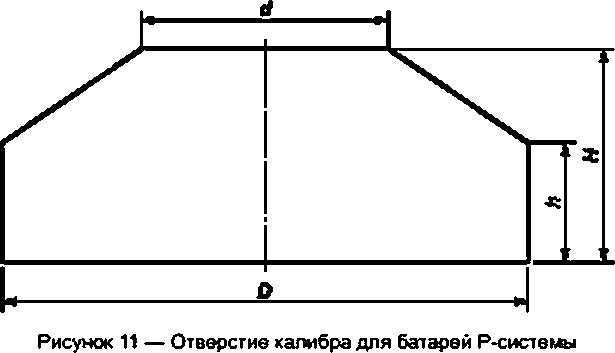 d
H
h
D
Рисунок 11 — Отверстие калибра для батарей Р-системы